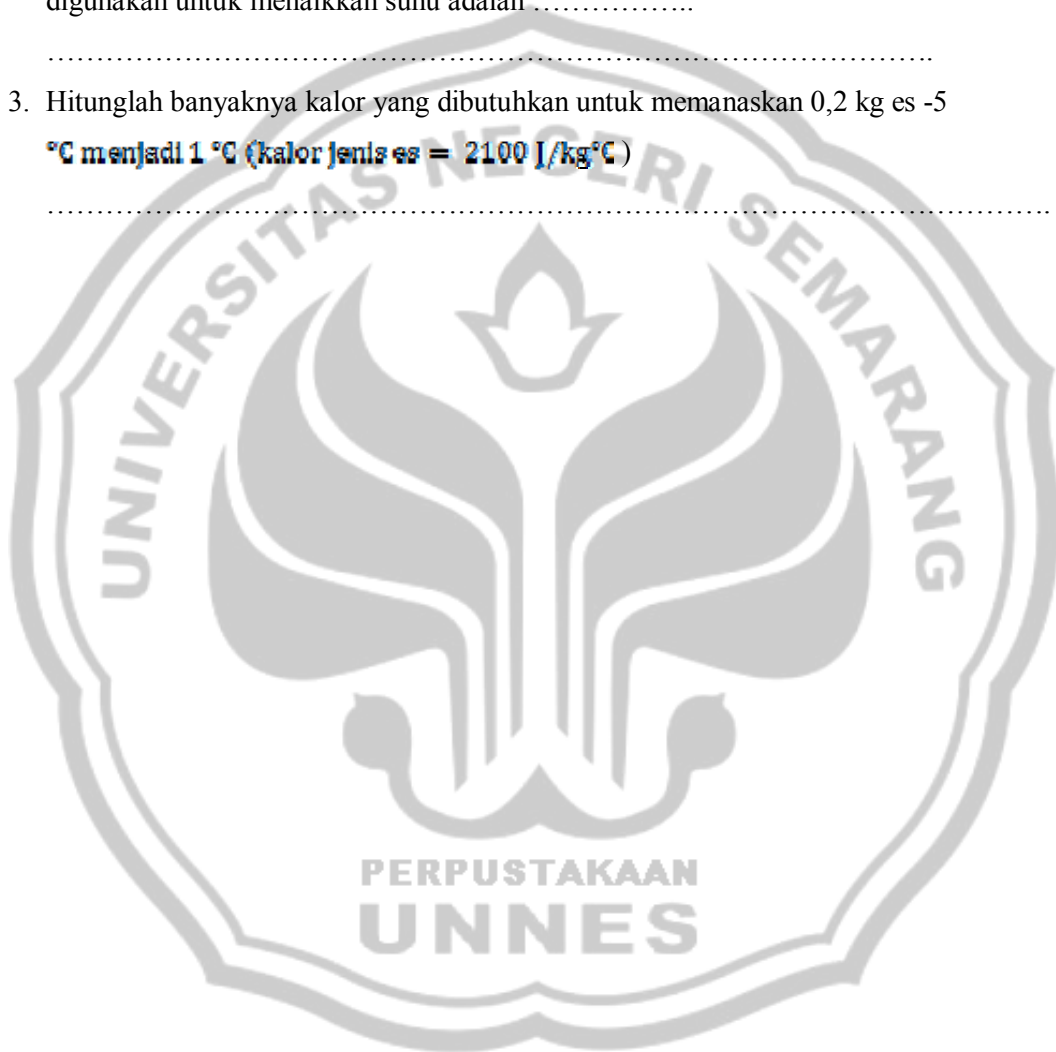 digunakan untuk menaikkan suhu adalah ……………..
……………………………………………………………………………….
3. Hitunglah banyaknya kalor yang dibutuhkan untuk memanaskan 0,2 kg es -5
°C menjadi 1 °C (kalor jenis es = 2100 J/kg°C)
………………………………………………………………………………………….
UNIVERSITAS NEGERI SEMARANG
PERPUSTAKAAN
UNNES